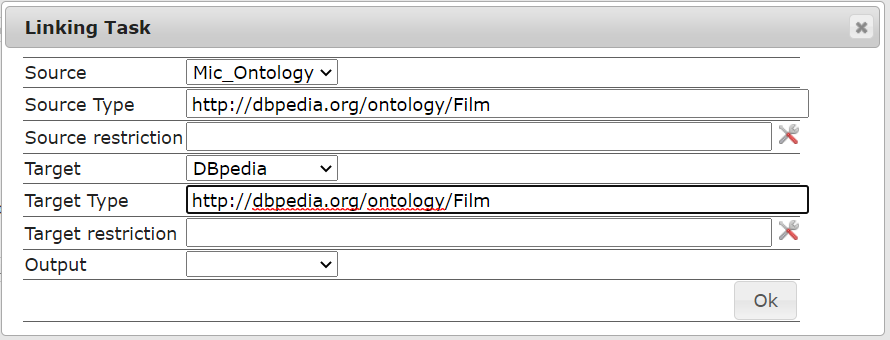 Linking Task
Source Mic_Ontology
Source Type http://dbpedia.org/ontology/Film
Source restriction
Target DBpedia
Target Type http://dbpedia.org/ontology/Film
Target restriction
Output
Ok